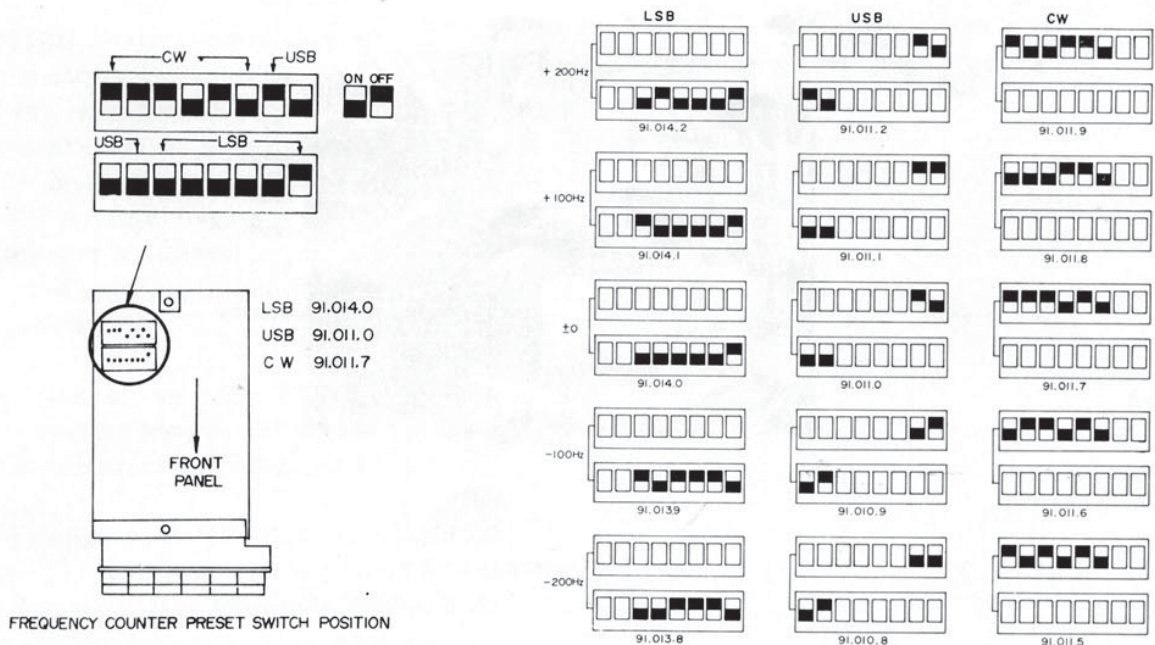 CW USB
ON OFF
USB LSB
LSB 91.014.0
USB 91.011.0
CW 91.011.7
FRONT
PANEL
FREQUENCY COUNTER PRESET SWITCH POSITION
LSB USB CW
+ 200Hz
91.014.2 91.011.2 91.011.9
+ 100Hz
91.014.1 91.011.1 91.011.8
±0
91.014.0 91.011.0 91.011.7
-100Hz
91.0139 91.010.9 91.011.6
-200Hz
91.013.8 91.010.8 91.011.5